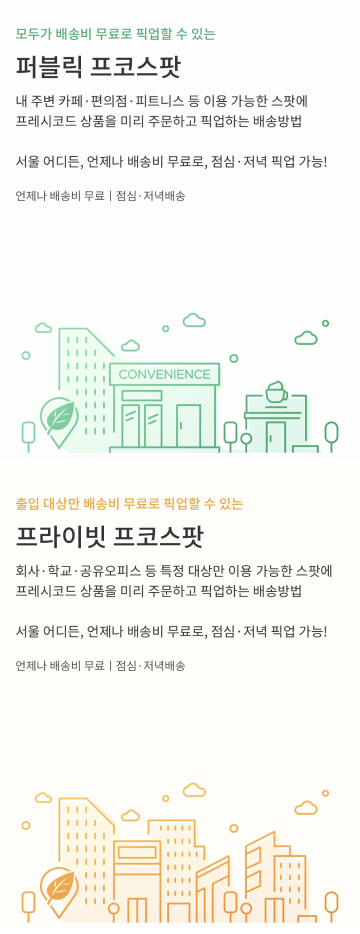 모두가 배송비 무료로 픽업할 수 있는
퍼블릭 프코스팟
내 주변 카페·편의점·피트니스 등 이용 가능한 스팟에
프레시코드 상품을 미리 주문하고 픽업하는 배송방법
서울 어디든, 언제나 배송비 무료로, 점심·저녁 픽업 가능!
언제나 배송비 무료ㅣ점심·저녁배송
CONVENIENCE
출입 대상만 배송비 무료로 픽업할 수 있는
프라이빗 프코스팟
회사·학교·공유오피스 등 특정 대상만 이용 가능한 스팟에
프레시코드 상품을 미리 주문하고 픽업하는 배송방법
서울 어디든, 언제나 배송비 무료로, 점심·저녁 픽업 가능!
언제나 배송비 무료ㅣ점심·저녁배송